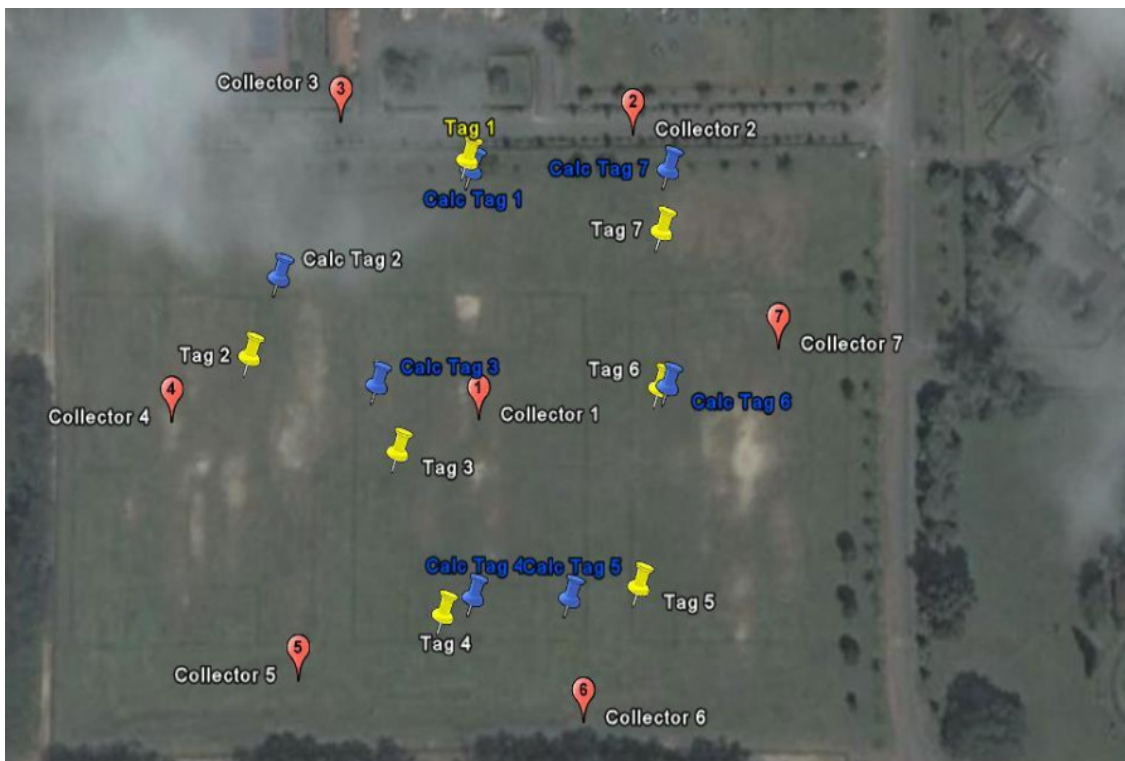 Collector 3
3
2
Tag 1
Collector 2
Calc Tag 7
Calc Tag 1
Tag 7
Calc Tag 2
7
Tag 2
Collector 7
Calc Tag 3
Tag 6
4
1
Calc Tag 6
Collector 4
Collector 1
Tag 3
Calc Tag 4
Calc Tag 5
Tag 5
Tag 4
5
Collector 5
6
Collector 6